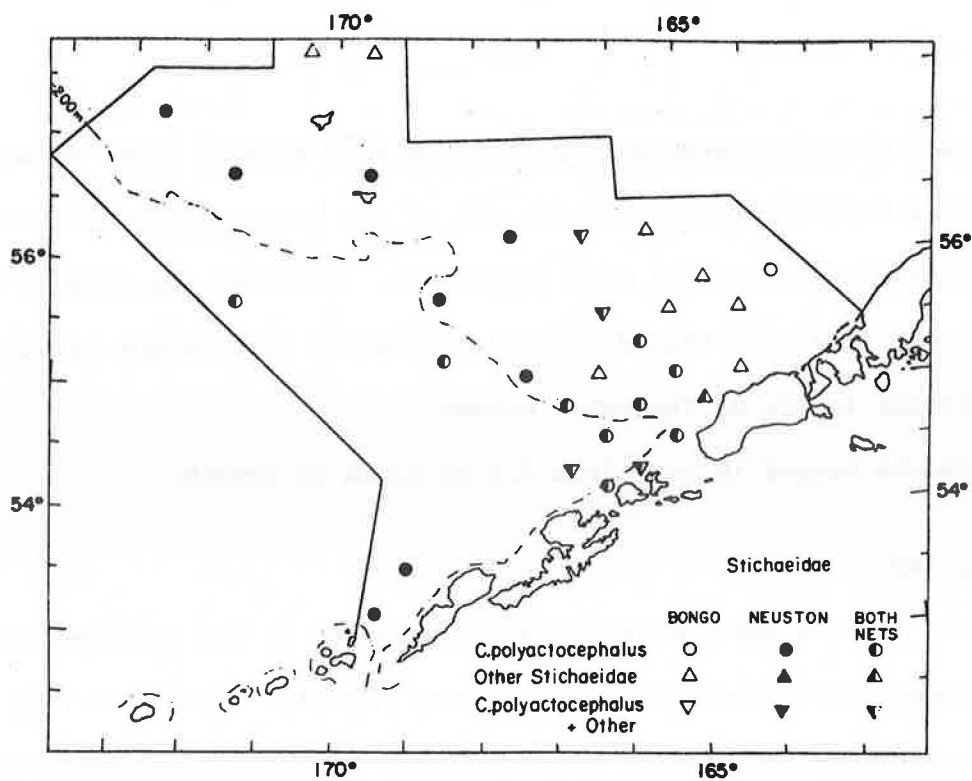 170° 165°
200m
56° 56°
54° 54°
Stichaeidae
BONGO NEUSTON BOTH NETS
C.polyactocephalus
Other Stichaeidae
C.polyactocephalus
+ Other
170° 165°